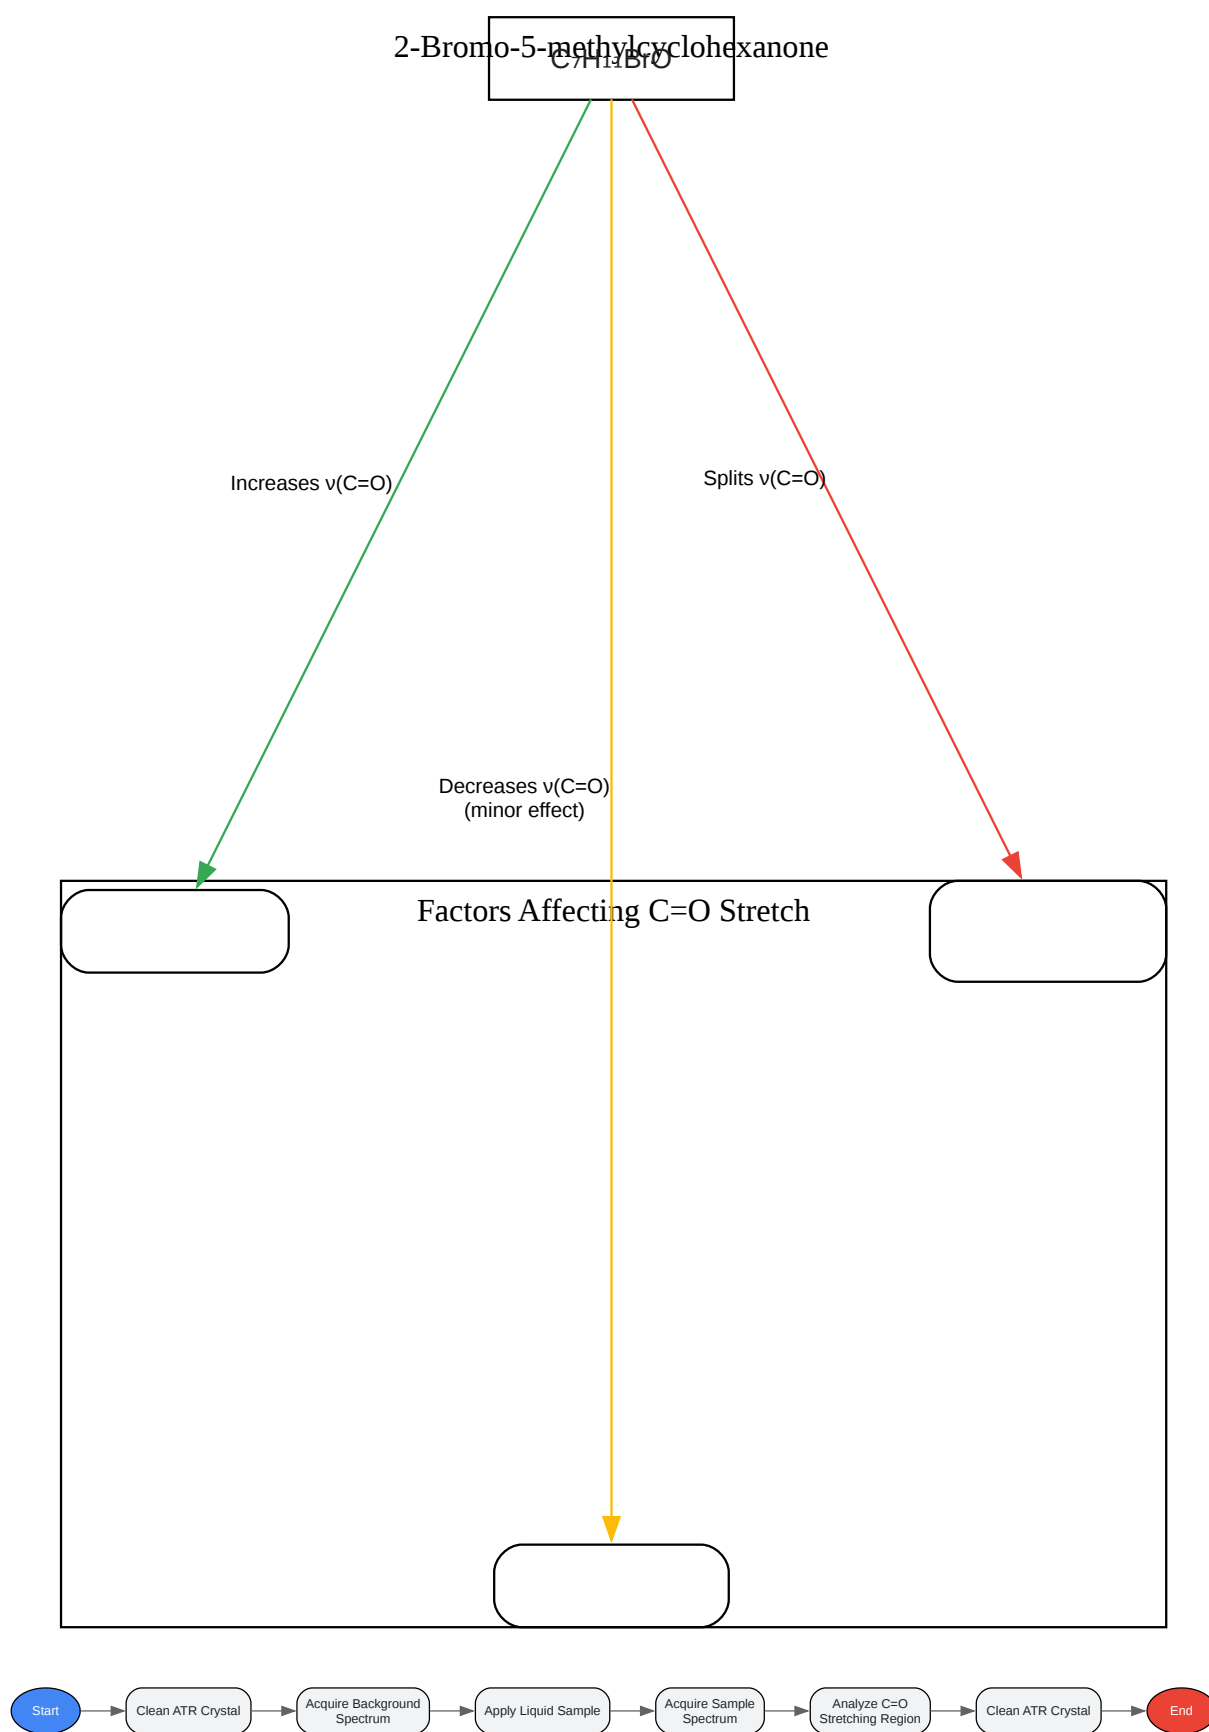 2-Bromo-5-methylcyclohexanone
C₇H₁₁BrO
Increases ν(C=O)
Splits ν(C=O)
Decreases ν(C=O)
(minor effect)
Factors Affecting C=O Stretch
Start
Clean ATR Crystal
Acquire Background
Spectrum
Apply Liquid Sample
Acquire Sample
Spectrum
Analyze C=O
Stretching Region
Clean ATR Crystal
End